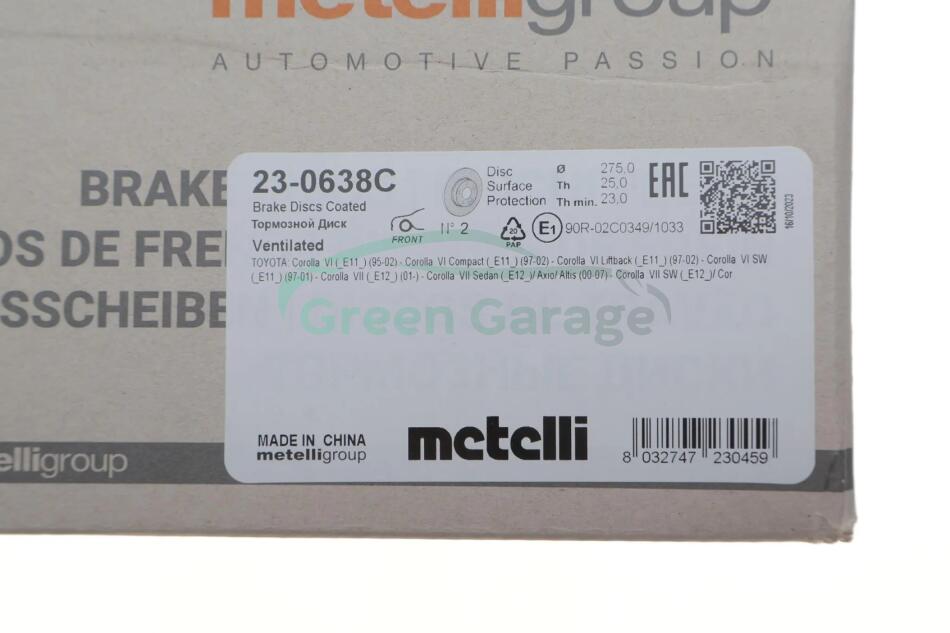 metelligroup
AUTOMOTIVE PASSION
BRAKE
OS DE FRE
SSCHEIBE
elligroup
23-0638C
Brake Discs Coated
Тормозной Диск
Ventilated
FRONT
N° 2
Disc
Surface
Protection
Ø 275,0
Th 25,0
Th min. 23,0
EAC
20
PAP
E1 90R-02C0349/1033
16/10/2023
TOYOTA: Corolla VI (_E11_) (95-02) - Corolla VI Compact (_E11_) (97-02) - Corolla VI Liftback (_E11_) (97-02) - Corolla VI SW
(_E11_) (97-01) - Corolla VII (_E12_) (01-) - Corolla VII Sedan (_E12_)/ Axio/ Altis (00-07) - Corolla VII SW (_E12_)/ Cor
Green Garage
MADE IN CHINA
metelligroup
metelli
8 032747 230459